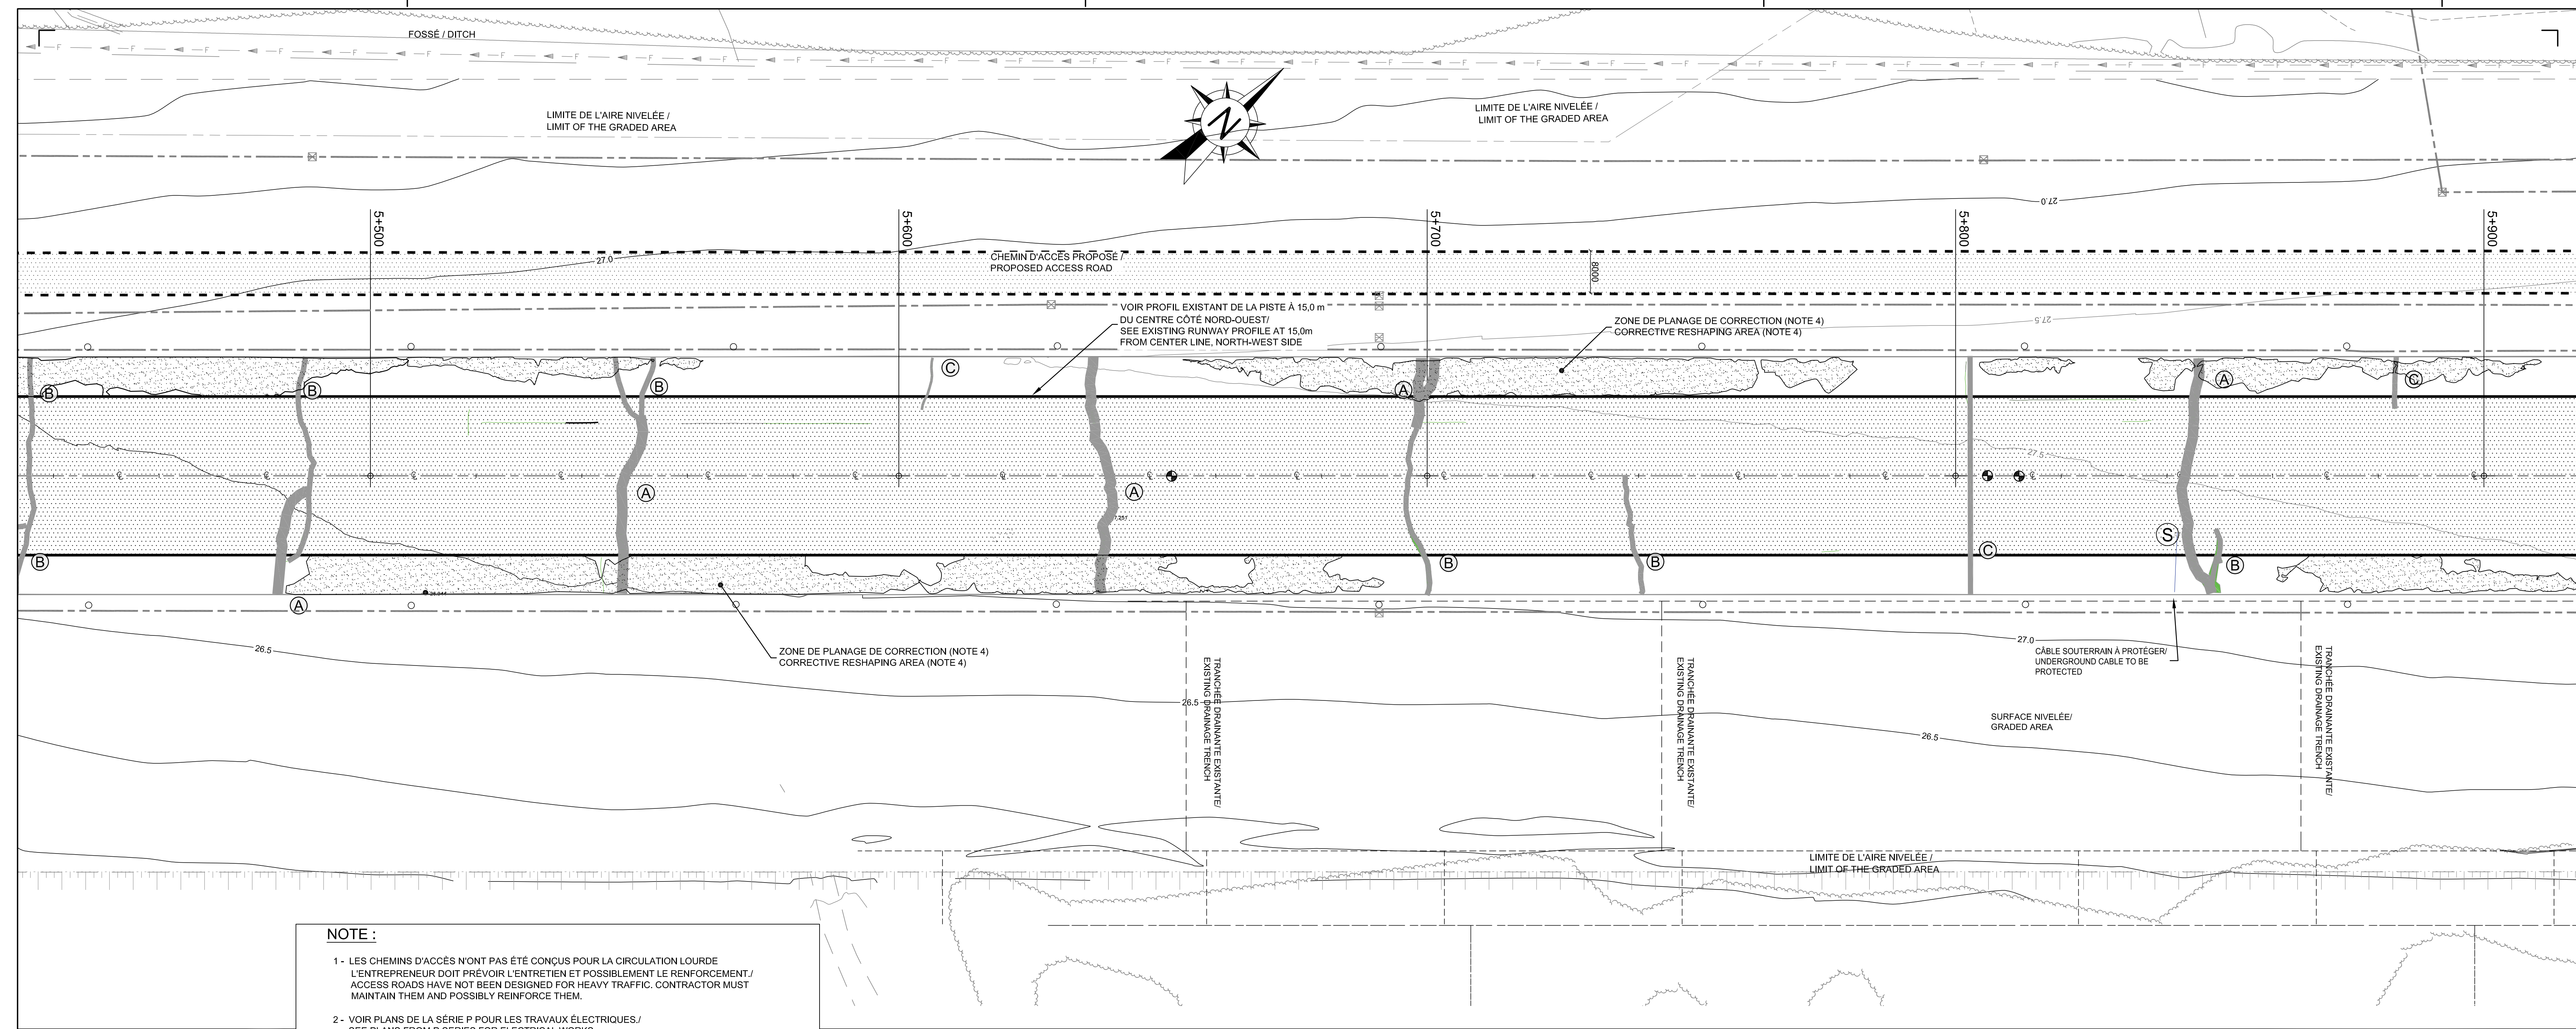 FOSSÉ / DITCH
LIMITE DE L'AIRE NIVELÉE /
LIMIT OF THE GRADED AREA
N
LIMITE DE L'AIRE NIVELÉE /
LIMIT OF THE GRADED AREA
27.0
5+500
5+600
5+700
5+800
5+900
27.0
CHEMIN D'ACCÈS PROPOSÉ /
PROPOSED ACCESS ROAD
8000
VOIR PROFIL EXISTANT DE LA PISTE À 15,0 m
DU CENTRE CÔTÉ NORD-OUEST/
SEE EXISTING RUNWAY PROFILE AT 15,0m
FROM CENTER LINE, NORTH-WEST SIDE
ZONE DE PLANAGE DE CORRECTION (NOTE 4)
CORRECTIVE RESHAPING AREA (NOTE 4)
27.5
B
B
B
C
A
A
C
27.5
A
A
S
B
A
B
B
C
B
ZONE DE PLANAGE DE CORRECTION (NOTE 4)
CORRECTIVE RESHAPING AREA (NOTE 4)
26.5
27.0
CÂBLE SOUTERRAIN À PROTÉGER/
UNDERGROUND CABLE TO BE
PROTECTED
TRANCHÉE DRAINANTE EXISTANTE/
EXISTING DRAINAGE TRENCH
TRANCHÉE DRAINANTE EXISTANTE/
EXISTING DRAINAGE TRENCH
TRANCHÉE DRAINANTE EXISTANTE/
EXISTING DRAINAGE TRENCH
26.5
SURFACE NIVELÉE/
GRADED AREA
26.5
LIMITE DE L'AIRE NIVELÉE /
LIMIT OF THE GRADED AREA
NOTE :
1 - LES CHEMINS D'ACCÈS N'ONT PAS ÉTÉ CONÇUS POUR LA CIRCULATION LOURDE
L'ENTREPRENEUR DOIT PRÉVOIR L'ENTRETIEN ET POSSIBLEMENT LE RENFORCEMENT./
ACCESS ROADS HAVE NOT BEEN DESIGNED FOR HEAVY TRAFFIC. CONTRACTOR MUST
MAINTAIN THEM AND POSSIBLY REINFORCE THEM.
2 - VOIR PLANS DE LA SÉRIE P POUR LES TRAVAUX ÉLECTRIQUES./
SEE PLANS FROM P SERIES FOR ELECTRICAL WORKS